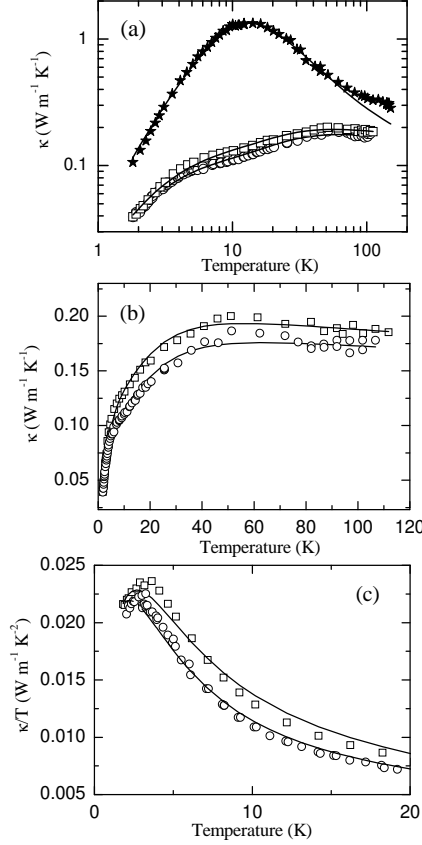 (a)
1
0.1
κ (W m⁻¹ K⁻¹)
1 10 100
Temperature (K)
(b)
0.20
0.15
0.10
0.05
κ (W m⁻¹ K⁻¹)
0 20 40 60 80 100 120
Temperature (K)
(c)
0.025
0.020
0.015
0.010
0.005
κ/T (W m⁻¹ K⁻²)
0 5 10 15 20
Temperature (K)